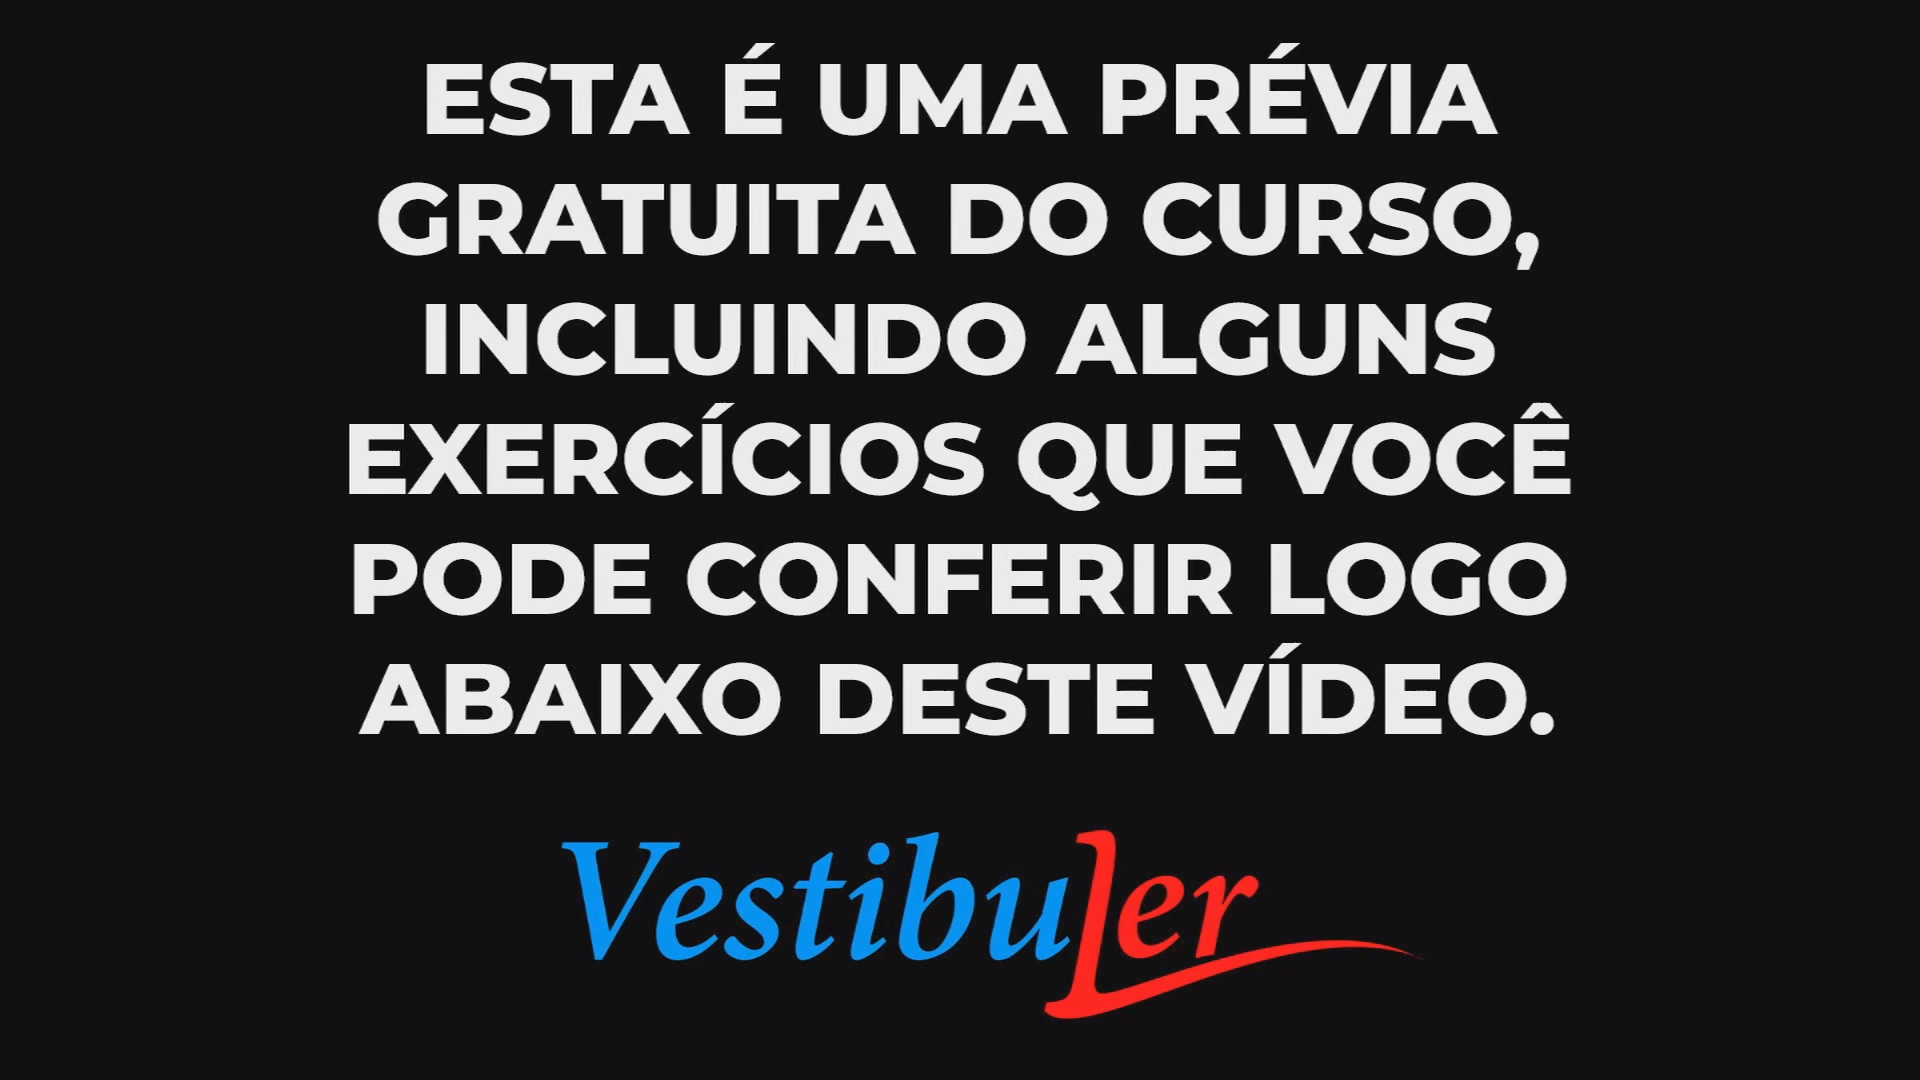 ESTA É UMA PRÉVIA
GRATUITA DO CURSO,
INCLUINDO ALGUNS
EXERCÍCIOS QUE VOCÊ
PODE CONFERIR LOGO
ABAIXO DESTE VÍDEO.
VestibuLer